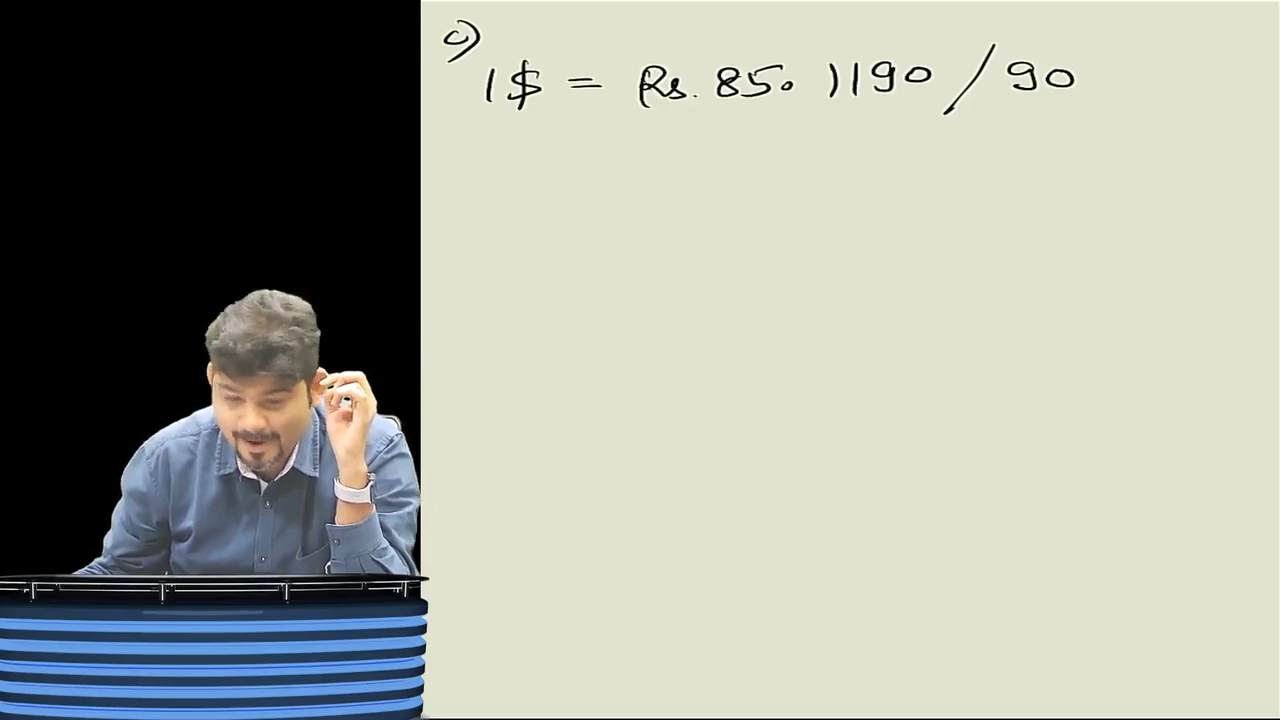 c)
1$ = Rs. 85.1190 / 90